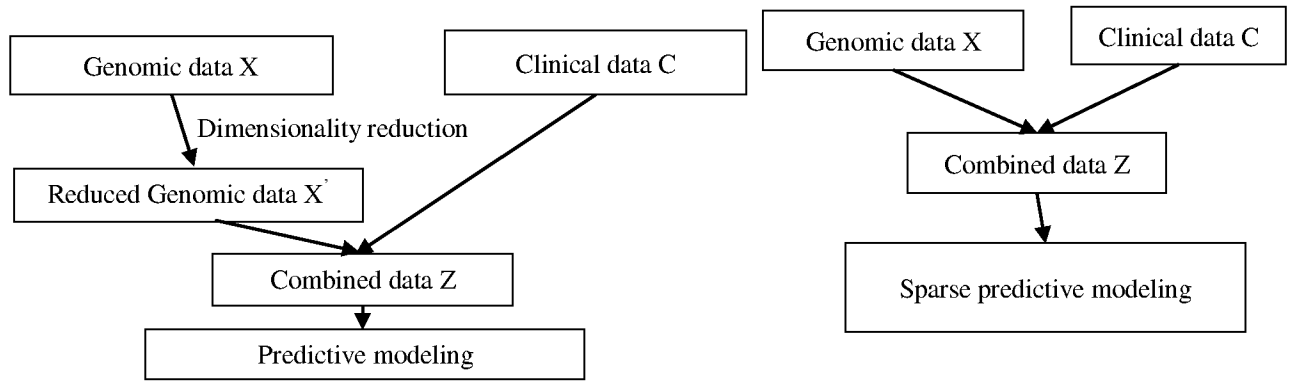 Genomic data X
Clinical data C
Dimensionality reduction
Reduced Genomic data X’
Combined data Z
Predictive modeling
Genomic data X
Clinical data C
Combined data Z
Sparse predictive modeling